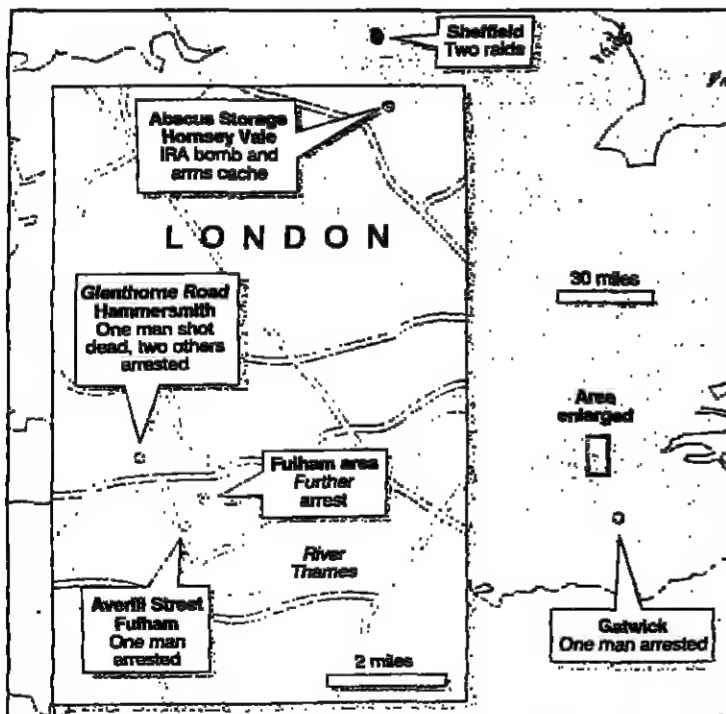 Sheffield
Two raids
Abacus Storage
Hornsey Vale
IRA bomb and
arms cache
LONDON
Glenthorne Road
Hammersmith
One man shot
dead, two others
arrested
30 miles
Area
enlarged
Fulham area
Further
arrest
River
Thames
Averill Street
Fulham
One man
arrested
2 miles
Gatwick
One man arrested